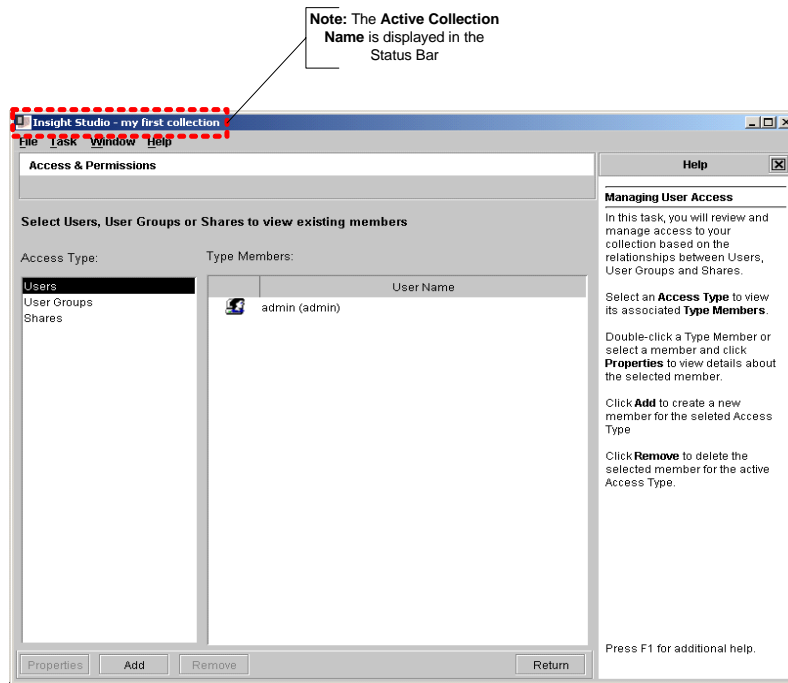 Note: The Active Collection
Name is displayed in the
Status Bar
Insight Studio - my first collection
File Task Window Help
Access & Permissions
Select Users, User Groups or Shares to view existing members
Access Type:
Type Members:
Users
User Groups
Shares
User Name
admin (admin)
Properties
Add
Remove
Return
Help
Managing User Access
In this task, you will review and
manage access to your
collection based on the
relationships between Users,
User Groups and Shares.
Select an Access Type to view
its associated Type Members.
Double-click a Type Member or
select a member and click
Properties to view details about
the selected member.
Click Add to create a new
member for the seleted Access
Type
Click Remove to delete the
selected member for the active
Access Type.
Press F1 for additional help.